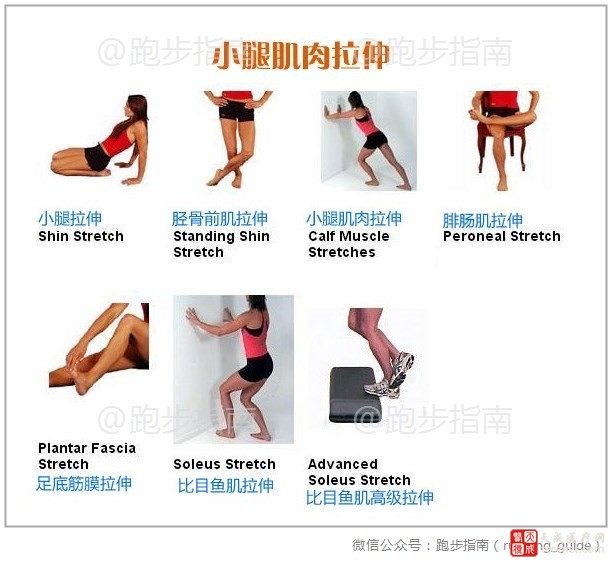 小腿肌肉拉伸
@跑步指南
@跑步指南
小腿拉伸
Shin Stretch
胫骨前肌拉伸
Standing Shin
Stretch
小腿肌肉拉伸
Calf Muscle
Stretches
腓肠肌拉伸
Peroneal Stretch
@跑步指南
@跑步指南
Plantar Fascia
Stretch
足底筋膜拉伸
Soleus Stretch
比目鱼肌拉伸
Advanced
Soleus Stretch
比目鱼肌高级拉伸
微信公众号：跑步指南（running_guide）